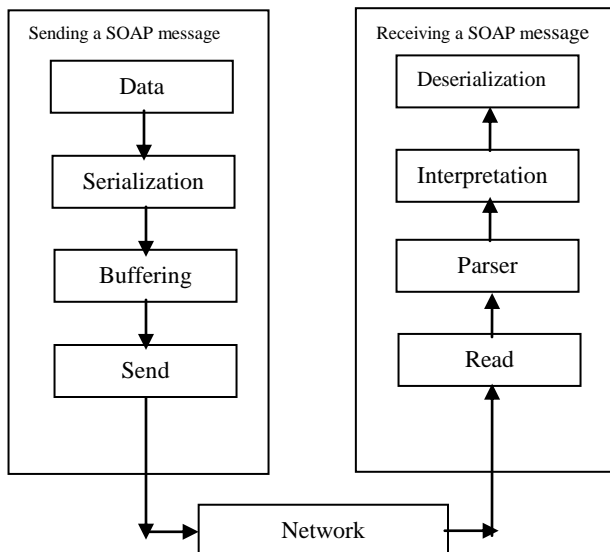 Sending a SOAP message
Data
Serialization
Buffering
Send
Receiving a SOAP message
Deserialization
Interpretation
Parser
Read
Network